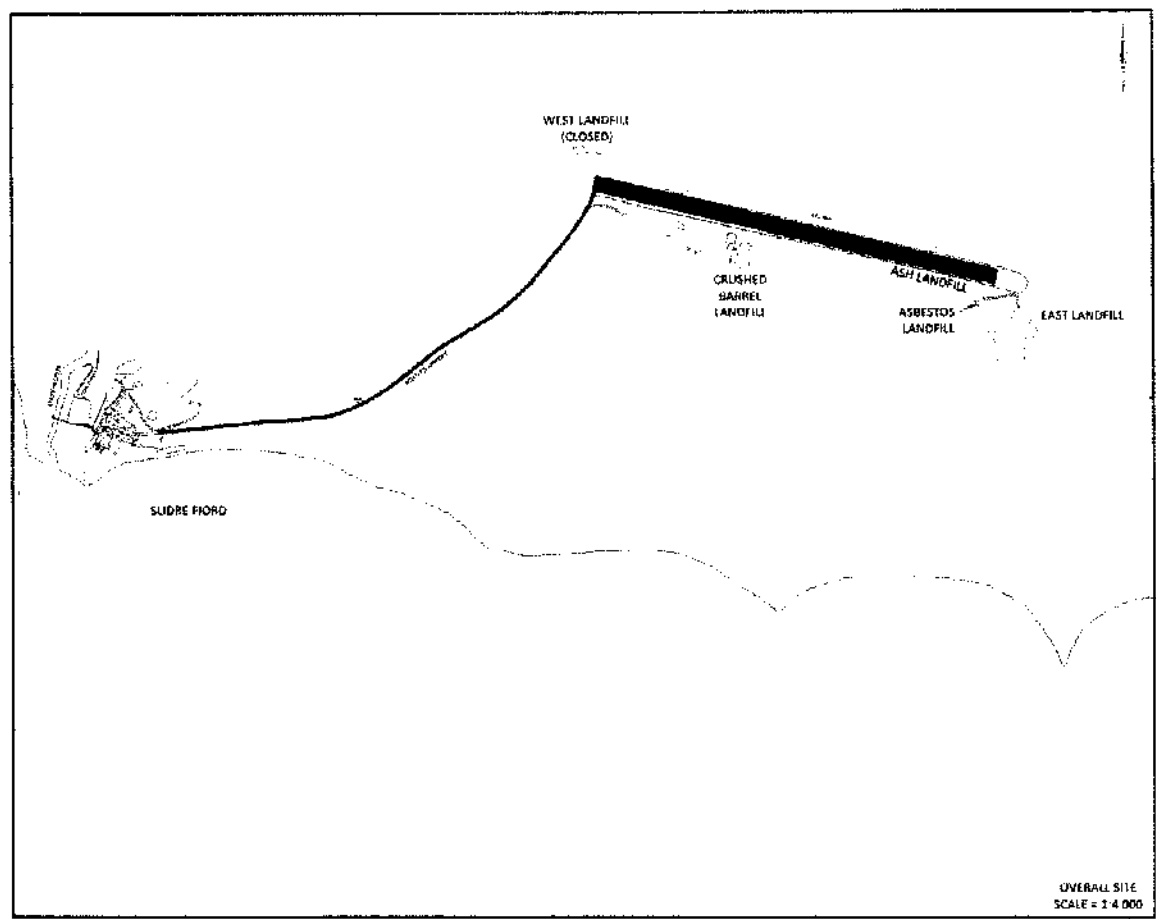 WEST LANDFILL
(CLOSED)
CRUSHED
BARREL
LANDFILL
ASH LANDFILL
ASBESTOS
LANDFILL
EAST LANDFILL
SLIDRE FIORD
OVERALL SITE
SCALE = 1:4 000